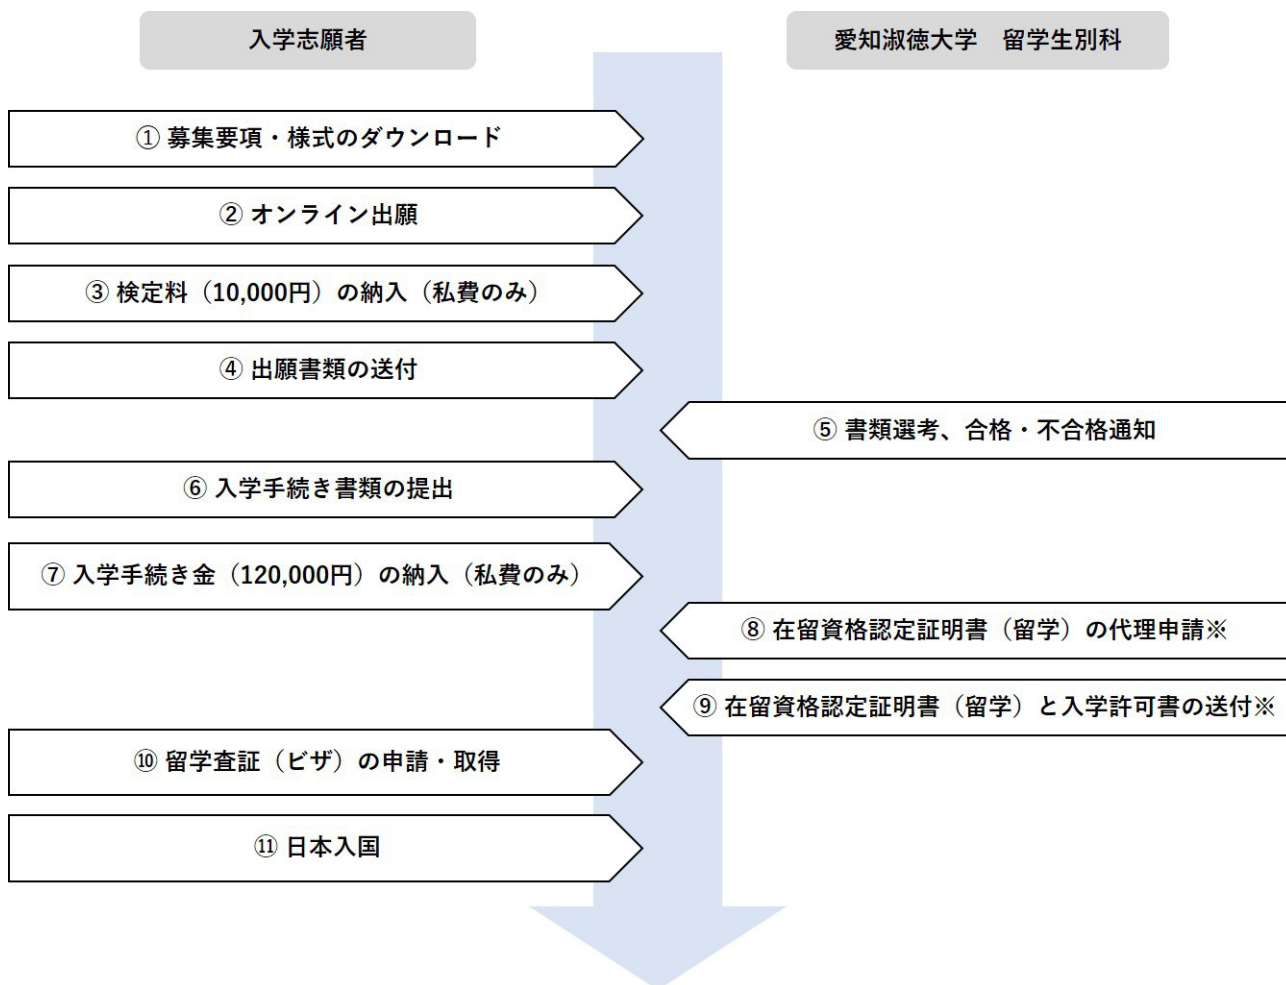 入学志願者
愛知淑徳大学　留学生別科
① 募集要項・様式のダウンロード
② オンライン出願
③ 検定料（10,000円）の納入（私費のみ）
④ 出願書類の送付
⑤ 書類選考、合格・不合格通知
⑥ 入学手続き書類の提出
⑦ 入学手続き金（120,000円）の納入（私費のみ）
⑧ 在留資格認定証明書（留学）の代理申請※
⑨ 在留資格認定証明書（留学）と入学許可書の送付※
⑩ 留学査証（ビザ）の申請・取得
⑪ 日本入国